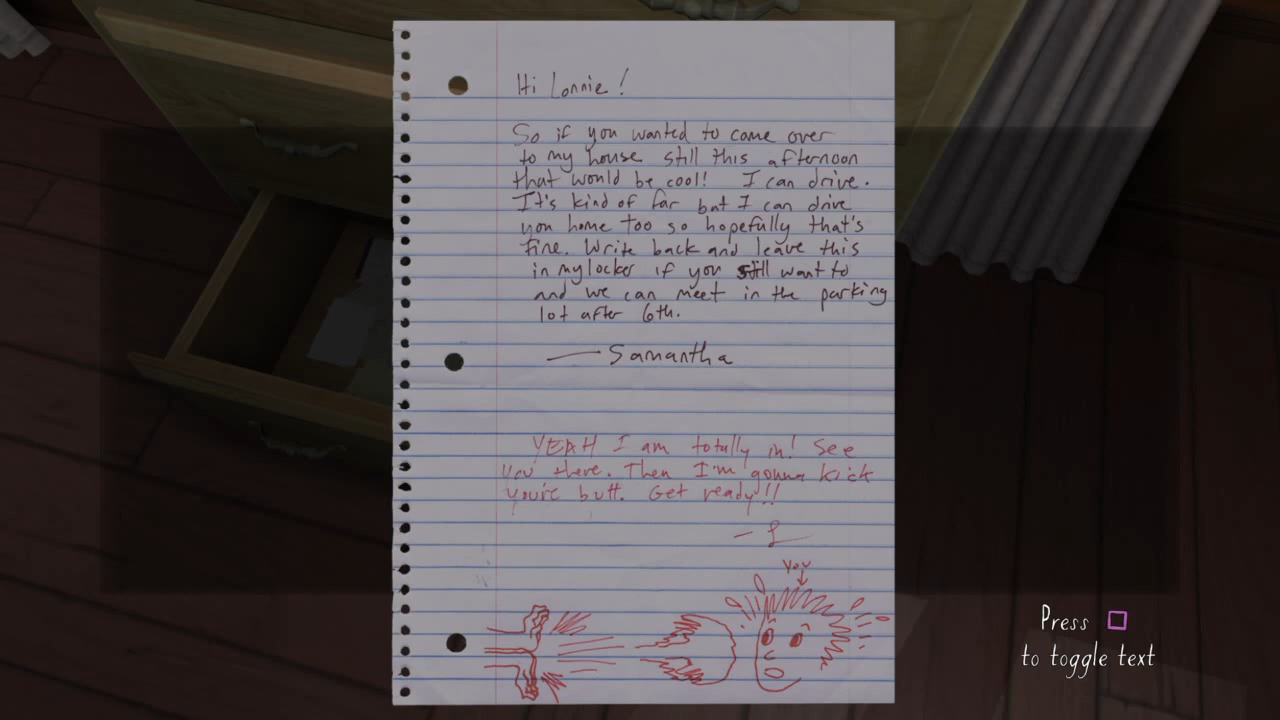 Hi Lonnie!
So if you wanted to come over
to my house still this afternoon
that would be cool! I can drive.
It's kind of far but I can drive
you home too so hopefully that's
fine. Write back and leave this
in my locker if you still want to
and we can meet in the parking
lot after 6th.
— Samantha
YEAH I am totally in! See
you there. Then I'm gonna kick
youre butt. Get ready!!
- L
you
Press □
to toggle text